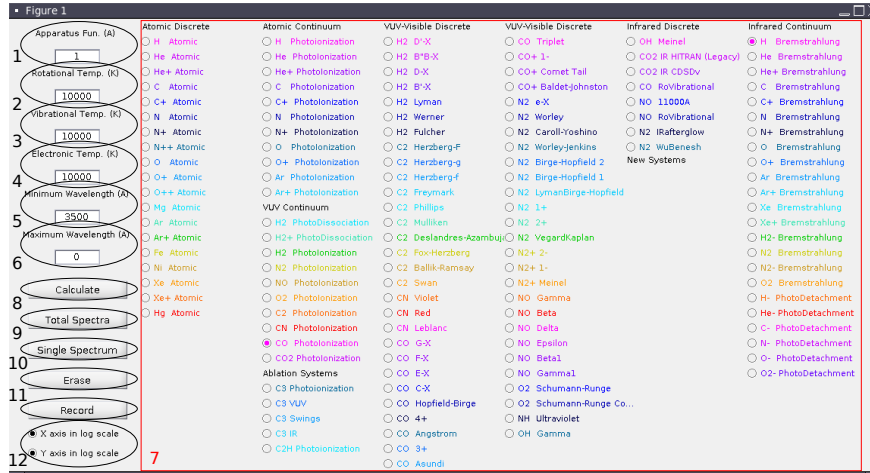 Figure 1
Apparatus Fun. (A)
1
1
Rotational Temp. (K)
10000
2
Vibrational Temp. (K)
10000
3
Electronic Temp. (K)
10000
4
Minimum Wavelength (A)
3500
5
Maximum Wavelength (A)
0
6
Calculate
8
Total Spectra
9
Single Spectrum
10
Erase
11
Record
X axis in log scale
Y axis in log scale
12
7
Atomic Discrete
H Atomic
He Atomic
He+ Atomic
C Atomic
C+ Atomic
N Atomic
N+ Atomic
N++ Atomic
O Atomic
O+ Atomic
O++ Atomic
Mg Atomic
Ar Atomic
Ar+ Atomic
Fe Atomic
Ni Atomic
Xe Atomic
Xe+ Atomic
Hg Atomic
Atomic Continuum
H Photoionization
He Photoionization
He+ Photoionization
C Photoionization
C+ Photoionization
N Photoionization
N+ Photoionization
O Photoionization
O+ Photoionization
Ar Photoionization
Ar+ Photoionization
VUV Continuum
H2 PhotoDissociation
H2+ PhotoDissociation
H2 PhotoIonization
N2 PhotoIonization
NO PhotoIonization
O2 PhotoIonization
C2 PhotoIonization
CN PhotoIonization
CO PhotoIonization
CO2 PhotoIonization
Ablation Systems
C3 Photoionization
C3 VUV
C3 Swings
C3 IR
C2H Photoionization
VUV-Visible Discrete
H2 D'-X
H2 B"B-X
H2 D-X
H2 B'-X
H2 Lyman
H2 Werner
H2 Fulcher
C2 Herzberg-F
C2 Herzberg-g
C2 Herzberg-f
C2 Freymark
C2 Phillips
C2 Mulliken
C2 Deslandres-Azambuj
C2 Fox-Herzberg
C2 Ballik-Ramsay
C2 Swan
CN Violet
CN Red
CN Leblanc
CO G-X
CO F-X
CO E-X
CO C-X
CO Hopfield-Birge
CO 4+
CO Angstrom
CO 3+
CO Asundi
VUV-Visible Discrete
CO Triplet
CO+ 1-
CO+ Comet Tail
CO+ Baldet-Johnston
N2 e-X
N2 Worley
N2 Caroll-Yoshino
N2 Worley-Jenkins
N2 Birge-Hopfield 2
N2 Birge-Hopfield 1
N2 LymanBirge-Hopfield
N2 1+
N2 2+
N2 VegardKaplan
N2+ 2-
N2+ 1-
N2+ Meinel
NO Gamma
NO Beta
NO Delta
NO Epsilon
NO Beta1
NO Gamma1
O2 Schumann-Runge
O2 Schumann-Runge Co...
NH Ultraviolet
OH Gamma
Infrared Discrete
OH Meinel
CO2 IR HITRAN (Legacy)
CO2 IR CDSDv
CO RoVibrational
NO 11000A
NO RoVibrational
N2 IRafterglow
N2 WuBenesh
New Systems
Infrared Continuum
H Bremstrahlung
He Bremstrahlung
He+ Bremstrahlung
C Bremstrahlung
C+ Bremstrahlung
N Bremstrahlung
N+ Bremstrahlung
O Bremstrahlung
O+ Bremstrahlung
Ar Bremstrahlung
Ar+ Bremstrahlung
Xe Bremstrahlung
Xe+ Bremstrahlung
H2- Bremstrahlung
N2 Bremstrahlung
N2- Bremstrahlung
O2 Bremstrahlung
H- PhotoDetachment
He- PhotoDetachment
C- PhotoDetachment
N- PhotoDetachment
O- PhotoDetachment
O2- PhotoDetachment